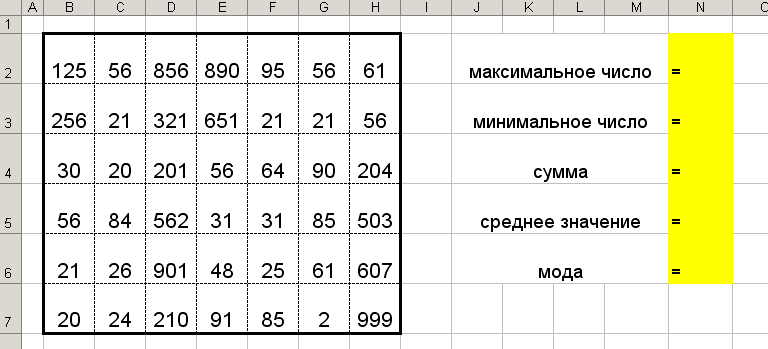 A B C D E F G H I J K L M N O
1
2 125 56 856 890 95 56 61 максимальное число =
3 256 21 321 651 21 21 56 минимальное число =
4 30 20 201 56 64 90 204 сумма =
5 56 84 562 31 31 85 503 среднее значение =
6 21 26 901 48 25 61 607 мода =
7 20 24 210 91 85 2 999